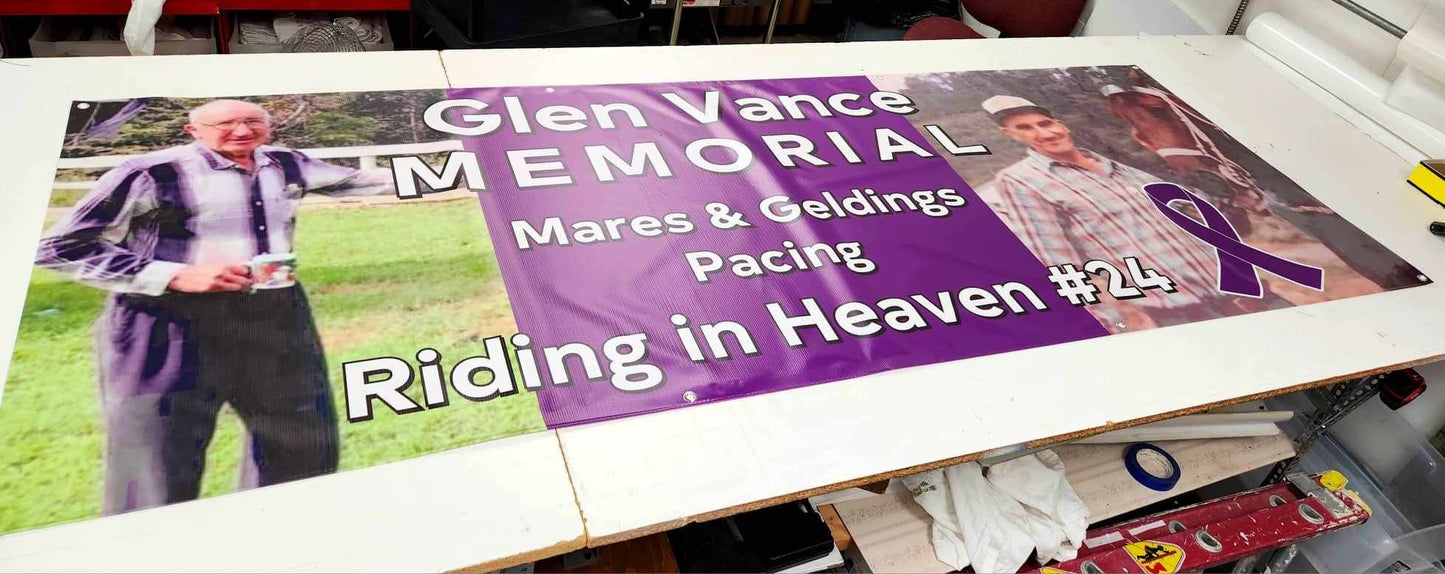 Glen Vance
MEMORIAL
Mares & Geldings
Pacing
Riding in Heaven #24